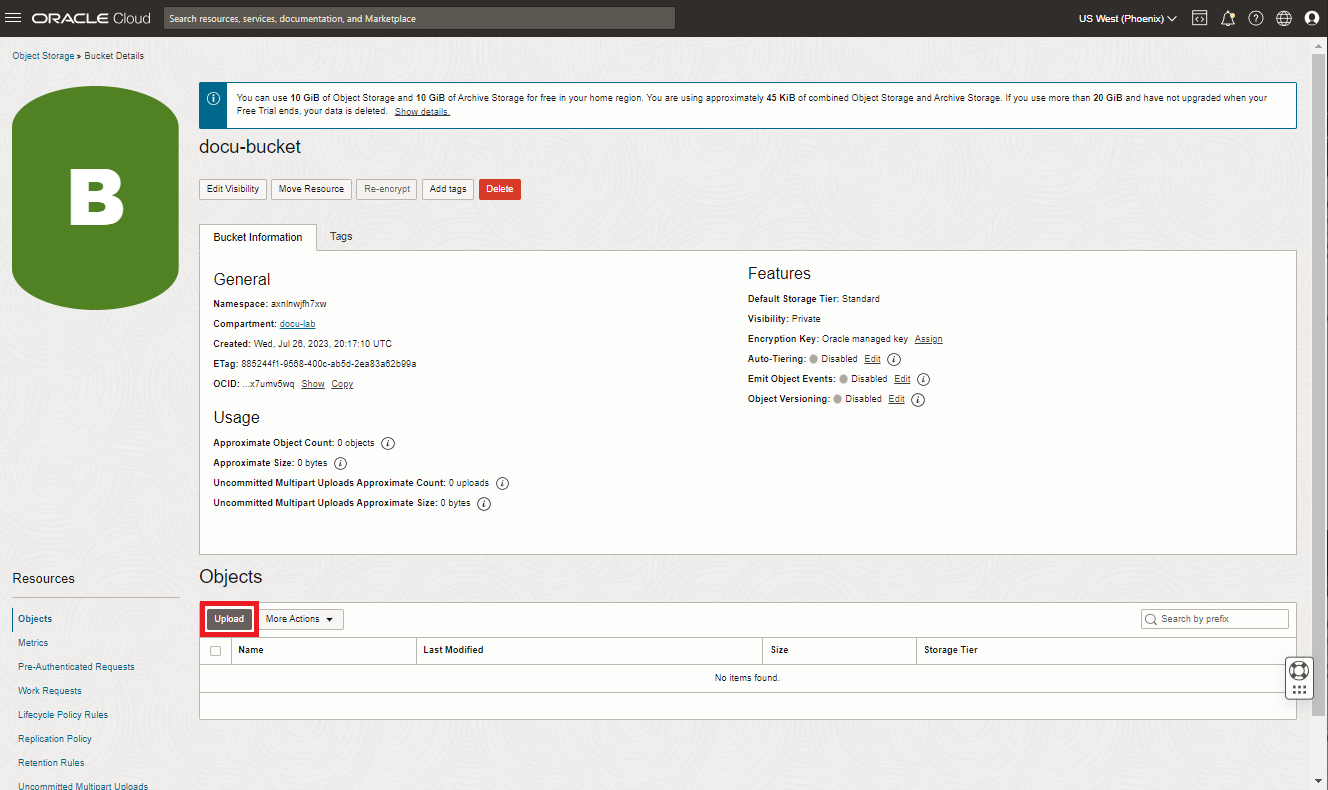 ORACLE Cloud
Search resources, services, documentation, and Marketplace
US West (Phoenix)
Object Storage » Bucket Details
B
You can use 10 GiB of Object Storage and 10 GiB of Archive Storage for free in your home region. You are using approximately 45 KiB of combined Object Storage and Archive Storage. If you use more than 20 GiB and have not upgraded when your
Free Trial ends, your data is deleted. Show details.
docu-bucket
Edit Visibility Move Resource Re-encrypt Add tags Delete
Bucket Information Tags
General
Namespace: axnlnwjfh7xw
Compartment: docu-lab
Created: Wed, Jul 26, 2023, 20:17:10 UTC
ETag: 885244f1-9568-400c-ab5d-2ea83a62b99a
OCID: ...x7umv5wq Show Copy
Usage
Approximate Object Count: 0 objects
Approximate Size: 0 bytes
Uncommitted Multipart Uploads Approximate Count: 0 uploads
Uncommitted Multipart Uploads Approximate Size: 0 bytes
Features
Default Storage Tier: Standard
Visibility: Private
Encryption Key: Oracle managed key Assign
Auto-Tiering: Disabled Edit
Emit Object Events: Disabled Edit
Object Versioning: Disabled Edit
Resources
Objects
Metrics
Pre-Authenticated Requests
Work Requests
Lifecycle Policy Rules
Replication Policy
Retention Rules
Uncommitted Multipart Uploads
Objects
Upload More Actions Search by prefix
Name Last Modified Size Storage Tier
No items found.